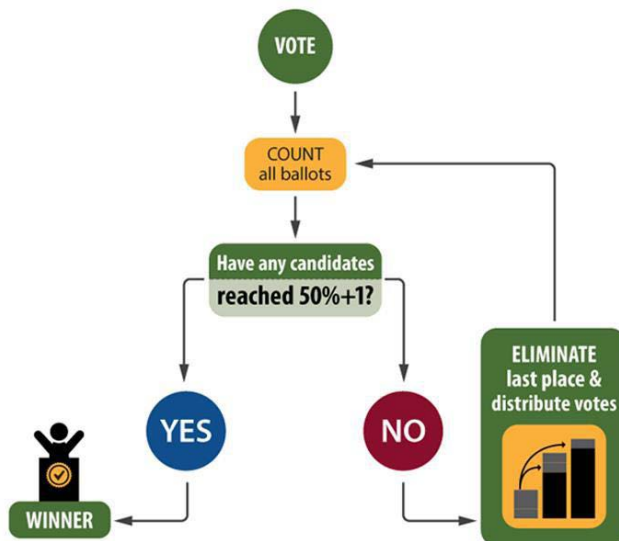 VOTE
COUNT
all ballots
Have any candidates
reached 50%+1?
YES
NO
ELIMINATE
last place &
distribute votes
WINNER